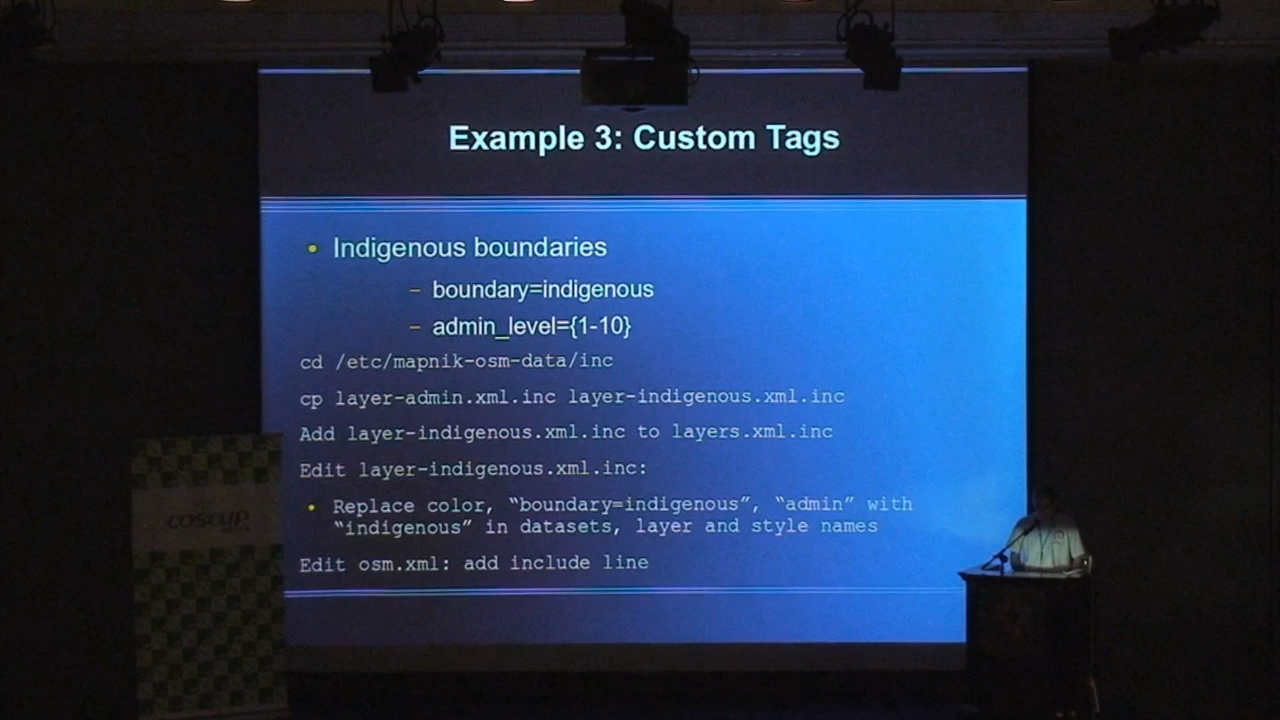 Example 3: Custom Tags
• Indigenous boundaries
– boundary=indigenous
– admin_level={1-10}
cd /etc/mapnik-osm-data/inc
cp layer-admin.xml.inc layer-indigenous.xml.inc
Add layer-indigenous.xml.inc to layers.xml.inc
Edit layer-indigenous.xml.inc:
• Replace color, “boundary=indigenous”, “admin” with
“indigenous” in datasets, layer and style names
Edit osm.xml: add include line
coscup